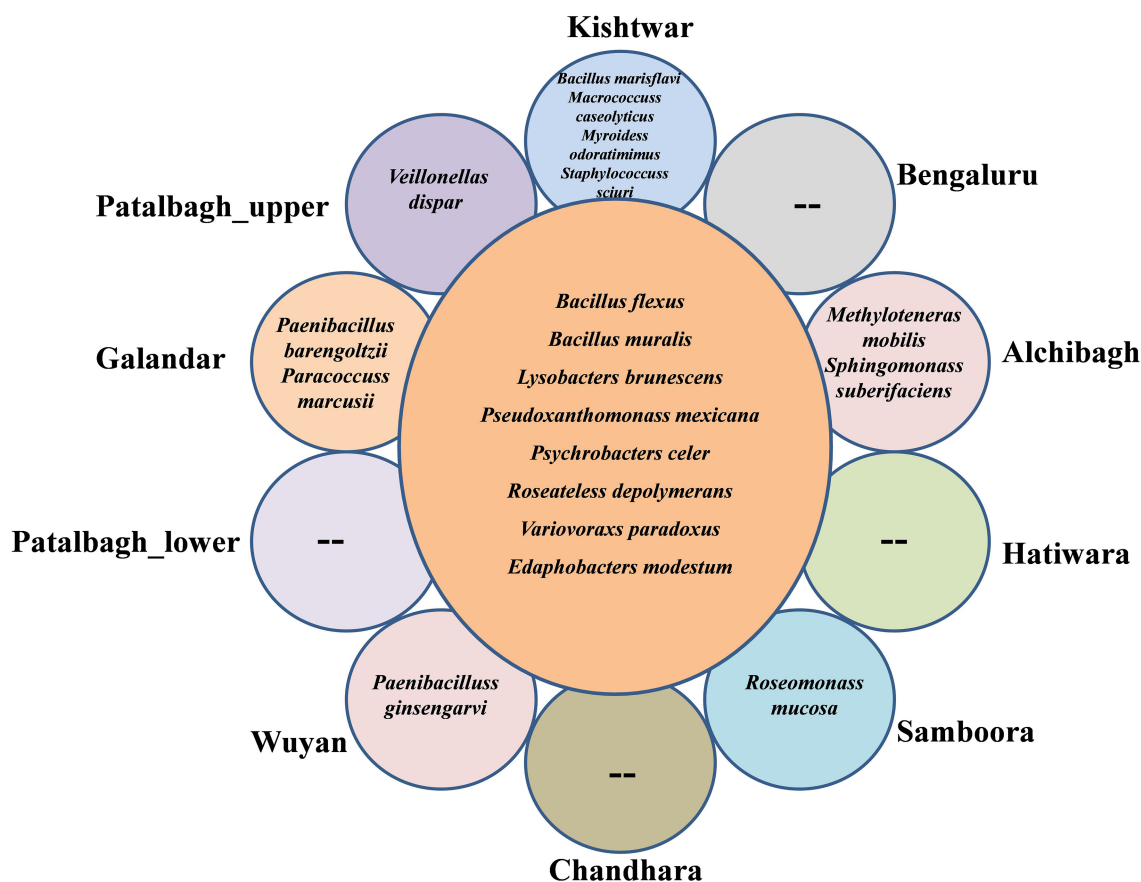 Kishtwar
Bacillus marisflavi
Macrococcuss
caseolyticus
Myroidess
odoratimimus
Staphylococcuss
sciuri
Bengaluru
--
Alchibagh
Methyloteneras
mobilis
Sphingomonass
suberifaciens
Hatiwara
--
Samboora
Roseomonass
mucosa
Chandhara
--
Wuyan
Paenibacilluss
ginsengarvi
Patalbagh_lower
--
Galandar
Paenibacillus
barengoltzii
Paracoccuss
marcusii
Patalbagh_upper
Veillonellas
dispar
Bacillus flexus
Bacillus muralis
Lysobacters brunescens
Pseudoxanthomonass mexicana
Psychrobacters celer
Roseateless depolymerans
Variovoraxs paradoxus
Edaphobacters modestum